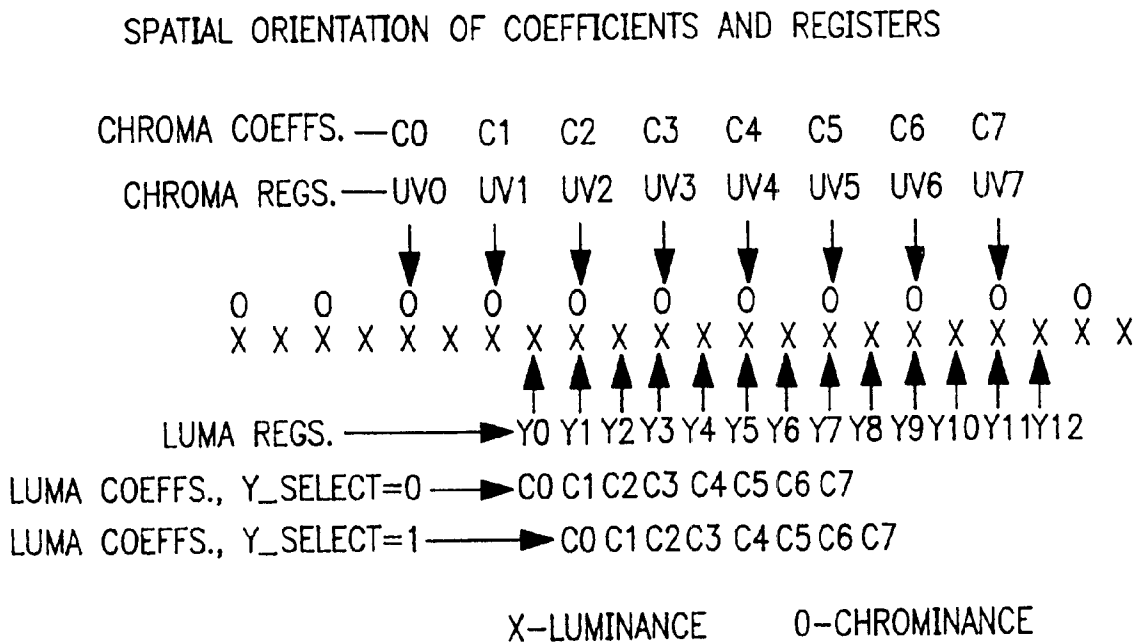 SPATIAL ORIENTATION OF COEFFICIENTS AND REGISTERS
CHROMA COEFFS. — C0 C1 C2 C3 C4 C5 C6 C7
CHROMA REGS. — UV0 UV1 UV2 UV3 UV4 UV5 UV6 UV7
O O O O O O O O O O O
X X X X X X X X X X X X X X X X X X X X X X
LUMA REGS. Y0 Y1 Y2 Y3 Y4 Y5 Y6 Y7 Y8 Y9 Y10 Y11 Y12
LUMA COEFFS., Y_SELECT=0 C0 C1 C2 C3 C4 C5 C6 C7
LUMA COEFFS., Y_SELECT=1 C0 C1 C2 C3 C4 C5 C6 C7
X-LUMINANCE O-CHROMINANCE